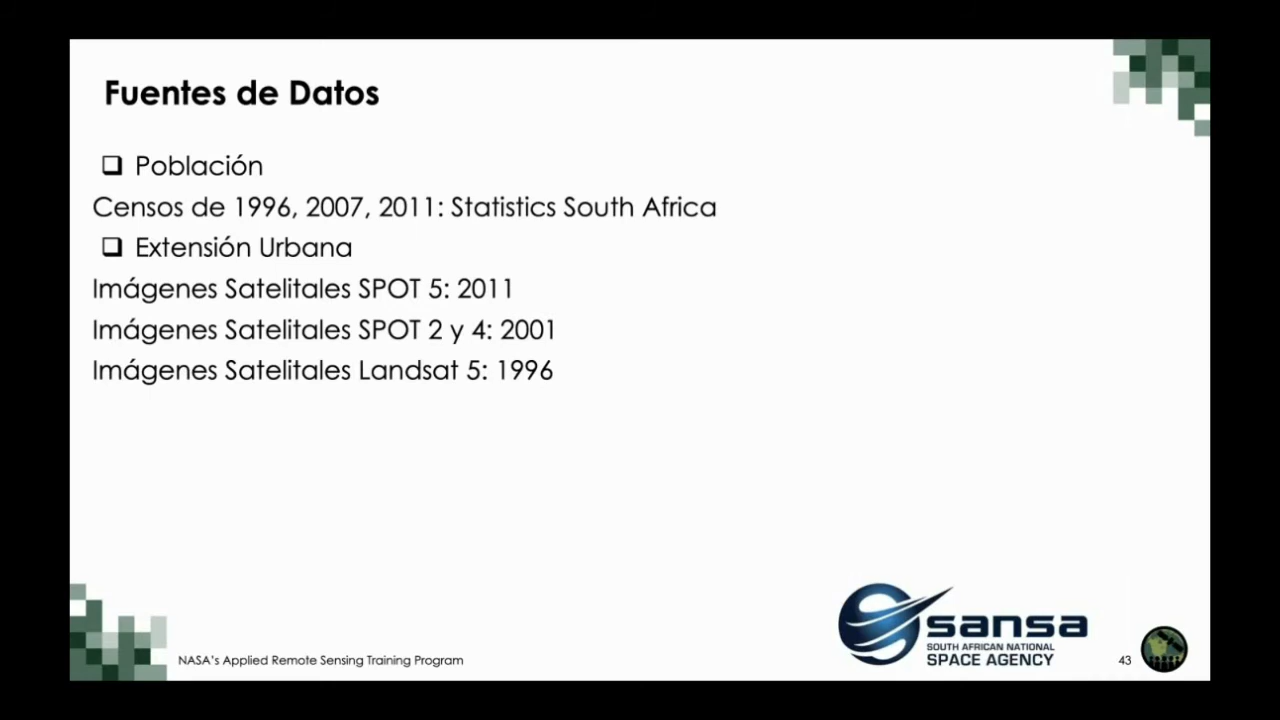 Fuentes de Datos
Población
Censos de 1996, 2007, 2011: Statistics South Africa
Extensión Urbana
Imágenes Satelitales SPOT 5: 2011
Imágenes Satelitales SPOT 2 y 4: 2001
Imágenes Satelitales Landsat 5: 1996
sansa
SOUTH AFRICAN NATIONAL
SPACE AGENCY
NASA's Applied Remote Sensing Training Program
43